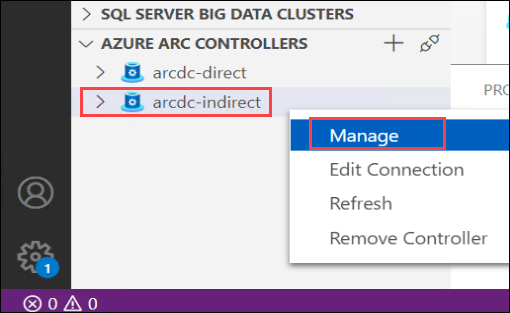 SQL SERVER BIG DATA CLUSTERS
AZURE ARC CONTROLLERS
arcdc-direct
arcdc-indirect
PRO
Manage
Edit Connection
Refresh
Remove Controller
1
0 0